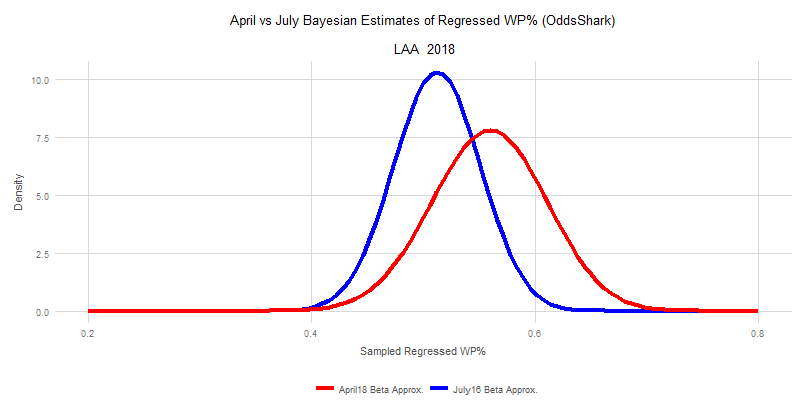 April vs July Bayesian Estimates of Regressed WP% (OddsShark)
LAA 2018
10.0
7.5
5.0
2.5
0.0
Density
0.2 0.4 0.6 0.8
Sampled Regressed WP%
April18 Beta Approx. July16 Beta Approx.